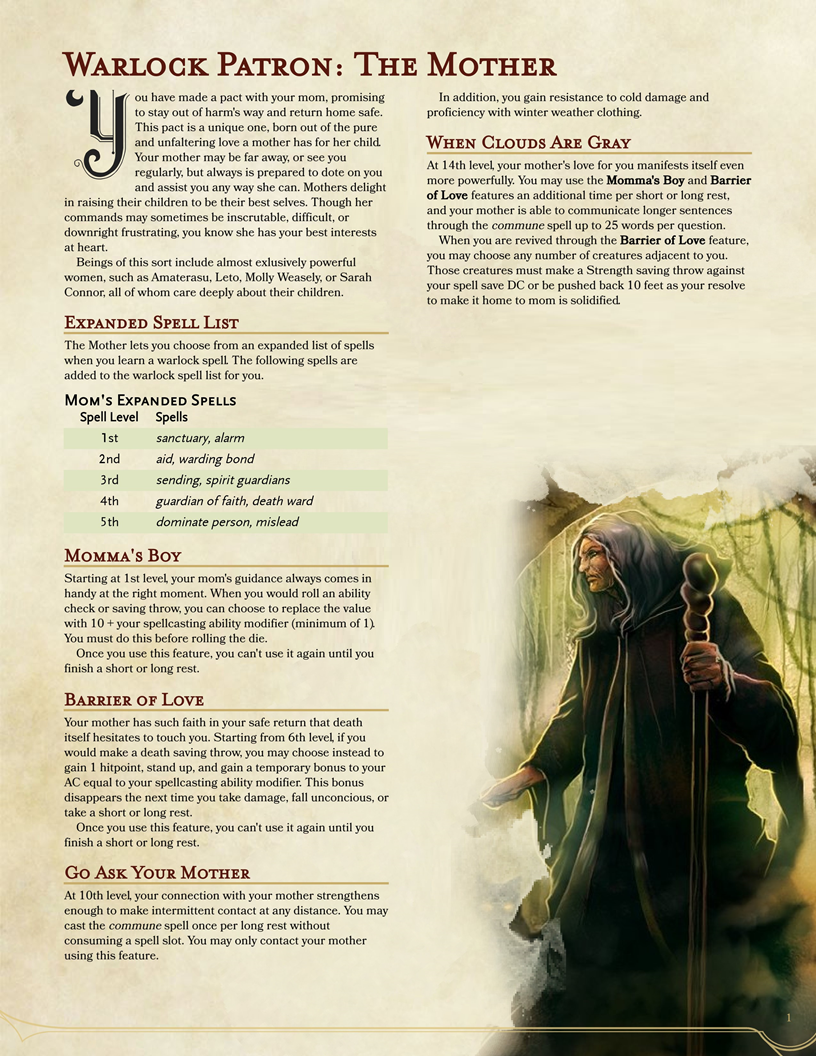 Warlock Patron: The Mother
You have made a pact with your mom, promising
to stay out of harm's way and return home safe.
This pact is a unique one, born out of the pure
and unfaltering love a mother has for her child.
Your mother may be far away, or see you
regularly, but always is prepared to dote on you
and assist you any way she can. Mothers delight
in raising their children to be their best selves. Though her
commands may sometimes be inscrutable, difficult, or
downright frustrating, you know she has your best interests
at heart.
Beings of this sort include almost exlusively powerful
women, such as Amaterasu, Leto, Molly Weasely, or Sarah
Connor, all of whom care deeply about their children.
Expanded Spell List
The Mother lets you choose from an expanded list of spells
when you learn a warlock spell. The following spells are
added to the warlock spell list for you.
Mom's Expanded Spells
Spell Level Spells
1st sanctuary, alarm
2nd aid, warding bond
3rd sending, spirit guardians
4th guardian of faith, death ward
5th dominate person, mislead
Momma's Boy
Starting at 1st level, your mom's guidance always comes in
handy at the right moment. When you would roll an ability
check or saving throw, you can choose to replace the value
with 10 + your spellcasting ability modifier (minimum of 1).
You must do this before rolling the die.
Once you use this feature, you can't use it again until you
finish a short or long rest.
Barrier of Love
Your mother has such faith in your safe return that death
itself hesitates to touch you. Starting from 6th level, if you
would make a death saving throw, you may choose instead to
gain 1 hitpoint, stand up, and gain a temporary bonus to your
AC equal to your spellcasting ability modifier. This bonus
disappears the next time you take damage, fall unconcious, or
take a short or long rest.
Once you use this feature, you can't use it again until you
finish a short or long rest.
Go Ask Your Mother
At 10th level, your connection with your mother strengthens
enough to make intermittent contact at any distance. You may
cast the commune spell once per long rest without
consuming a spell slot. You may only contact your mother
using this feature.
In addition, you gain resistance to cold damage and
proficiency with winter weather clothing.
When Clouds Are Gray
At 14th level, your mother's love for you manifests itself even
more powerfully. You may use the Momma's Boy and Barrier
of Love features an additional time per short or long rest,
and your mother is able to communicate longer sentences
through the commune spell up to 25 words per question.
When you are revived through the Barrier of Love feature,
you may choose any number of creatures adjacent to you.
Those creatures must make a Strength saving throw against
your spell save DC or be pushed back 10 feet as your resolve
to make it home to mom is solidified.
1